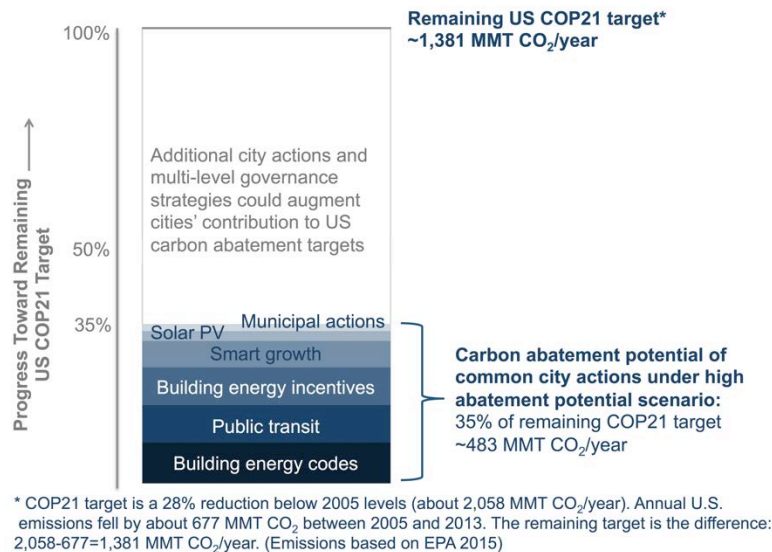 Remaining US COP21 target*
~1,381 MMT CO₂/year
100%
Additional city actions and
multi-level governance
strategies could augment
cities' contribution to US
carbon abatement targets
50%
35%
Progress Toward Remaining
US COP21 Target
Municipal actions
Solar PV
Smart growth
Building energy incentives
Public transit
Building energy codes
Carbon abatement potential of
common city actions under high
abatement potential scenario:
35% of remaining COP21 target
~483 MMT CO₂/year
* COP21 target is a 28% reduction below 2005 levels (about 2,058 MMT CO₂/year). Annual U.S.
emissions fell by about 677 MMT CO₂ between 2005 and 2013. The remaining target is the difference:
2,058-677=1,381 MMT CO₂/year. (Emissions based on EPA 2015)